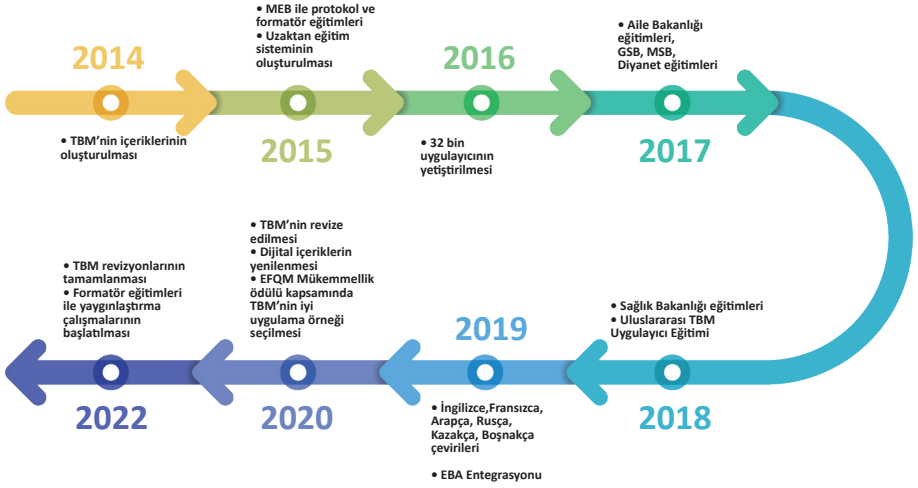 2014
• TBM’nin içeriklerinin
oluşturulması
• MEB ile protokol ve
formatör eğitimleri
• Uzaktan eğitim
sisteminin
oluşturulması
2015
2016
• 32 bin
uygulayıcının
yetiştirilmesi
• Aile Bakanlığı
eğitimleri,
GSB, MSB,
Diyanet eğitimleri
2017
• Sağlık Bakanlığı eğitimleri
• Uluslararası TBM
Uygulayıcı Eğitimi
2018
2019
• İngilizce,Fransızca,
Arapça, Rusça,
Kazakça, Boşnakça
çevirileri
• EBA Entegrasyonu
• TBM’nin revize
edilmesi
• Dijital içeriklerin
yenilenmesi
• EFQM Mükemmellik
ödülü kapsamında
TBM’nin iyi
uygulama örneği
seçilmesi
2020
• TBM revizyonlarının
tamamlanması
• Formatör eğitimleri
ile yaygınlaştırma
çalışmalarının
başlatılması
2022